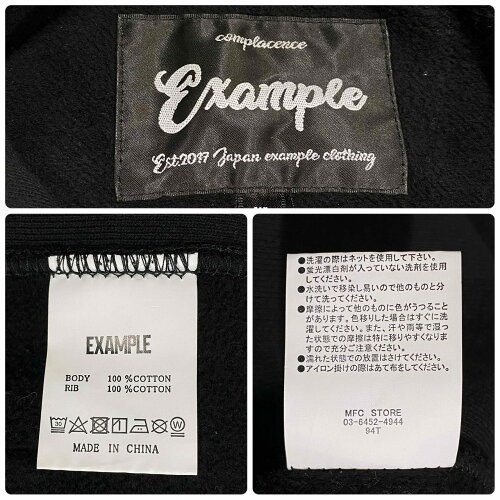 complacence
Example
Est.2017 Japan example clothing
EXAMPLE
BODY 100%COTTON
RIB 100%COTTON
30
MADE IN CHINA
●洗濯の際はネットを使用して下さい。
●蛍光漂白剤が入っていない洗剤を使用
してください。
●水洗いで移染し易いので他のものと分
けて洗ってください。
●摩擦によって他のものに色がうつること
があります。色移りした場合はすぐに洗
濯してください。また、汗や雨等で湿っ
た状態での摩擦は特に移りやすくなりま
すので充分ご注意ください。
●濡れた状態での放置はさけてください。
●アイロン掛けの際はあて布をしてください。
MFC STORE
03-6452-4944
94T